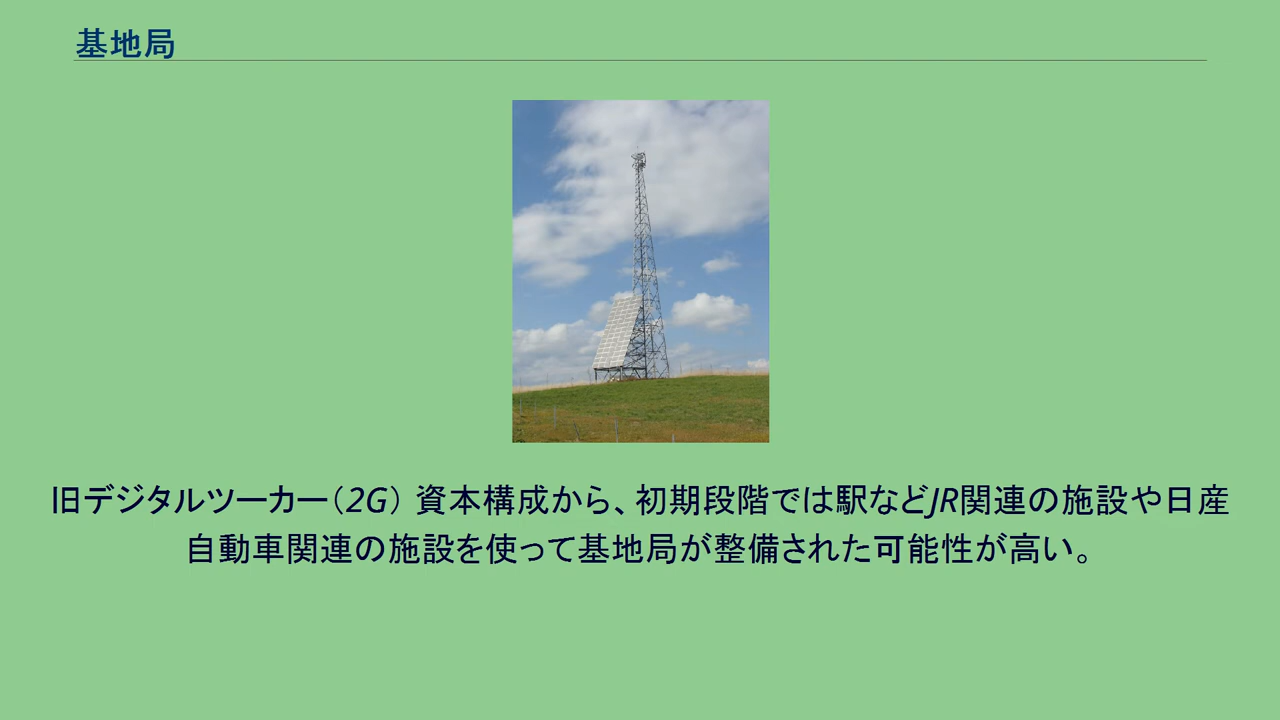 基地局
旧デジタルツーカー（2G） 資本構成から、初期段階では駅などJR関連の施設や日産
自動車関連の施設を使って基地局が整備された可能性が高い。